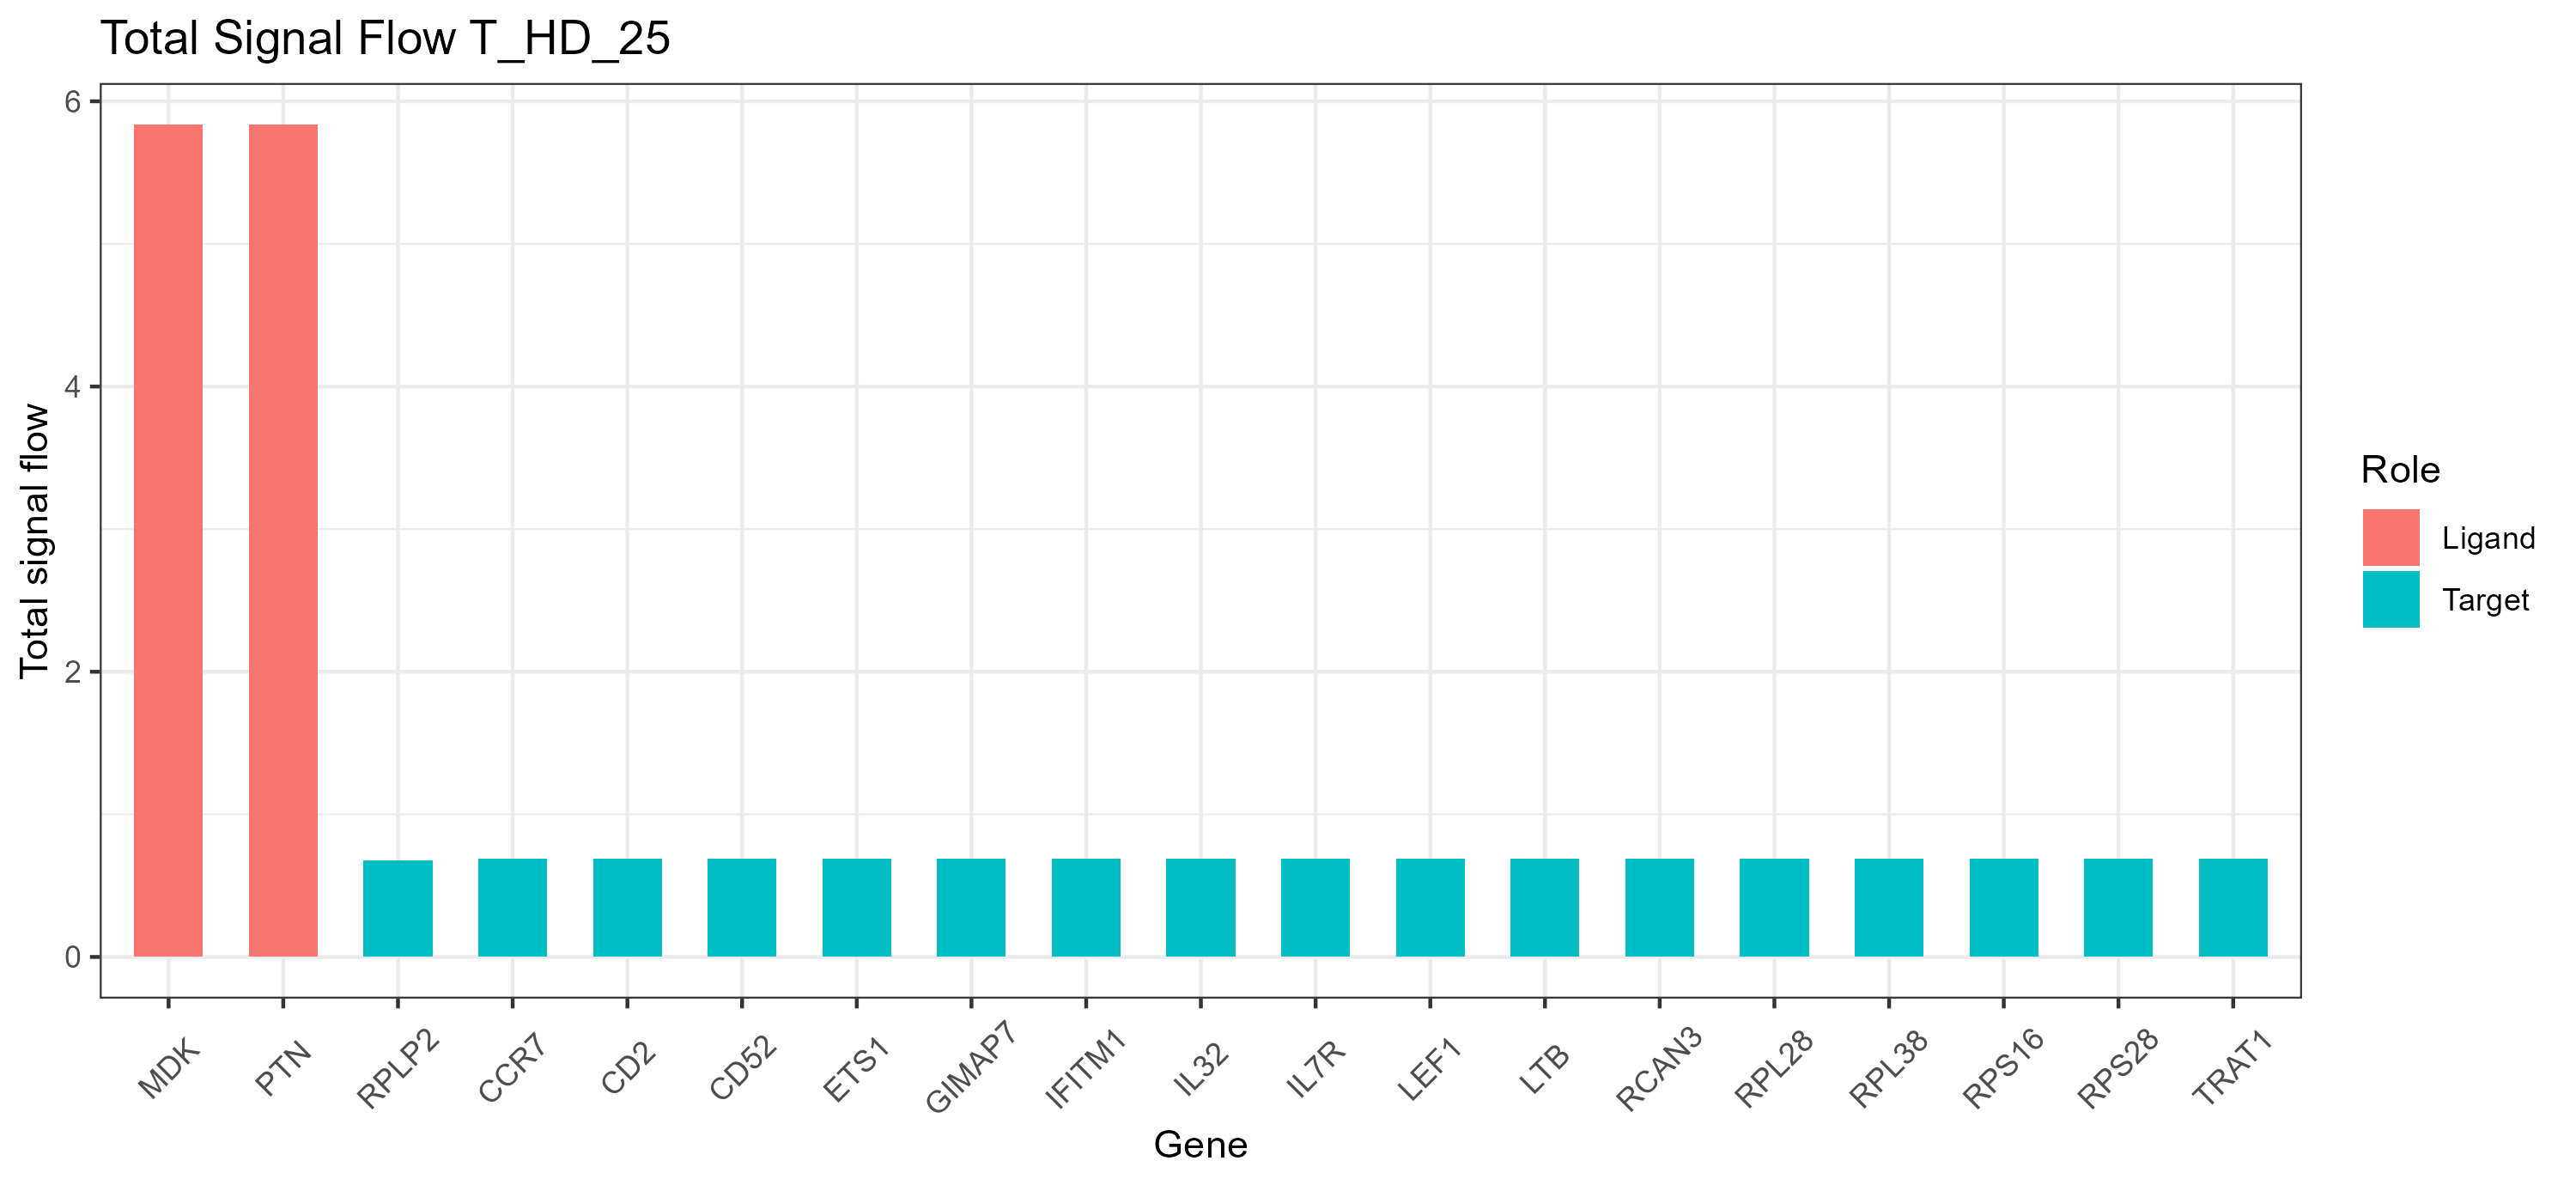 Total Signal Flow T_HD_25
Total signal flow
6
4
2
0
MDK
PTN
RPLP2
CCR7
CD2
CD52
ETS1
GIMAP7
IFITM1
IL32
IL7R
LEF1
LTB
RCAN3
RPL28
RPL38
RPS16
RPS28
TRAT1
Gene
Role
Ligand
Target